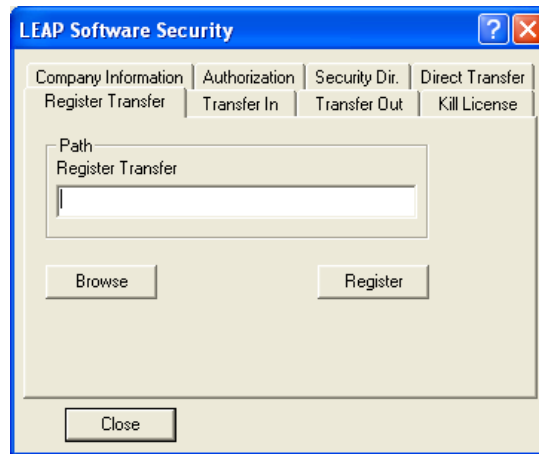 LEAP Software Security
Company Information Authorization Security Dir. Direct Transfer
Register Transfer Transfer In Transfer Out Kill License
Path
Register Transfer
Browse Register
Close